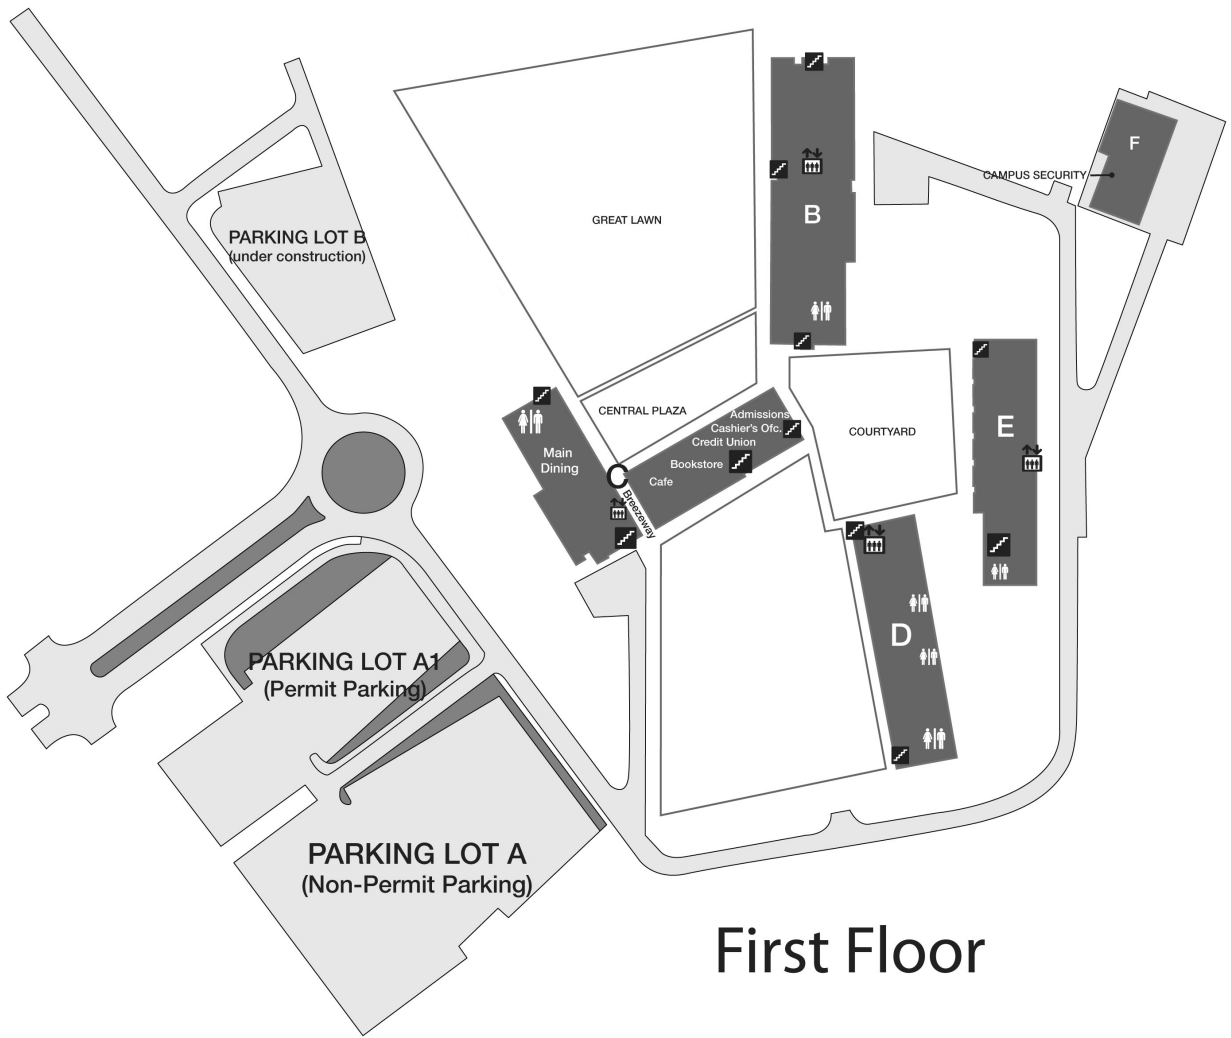 F
CAMPUS SECURITY
B
GREAT LAWN
PARKING LOT B
(under construction)
CENTRAL PLAZA
Admissions
Cashier's Ofc.
Credit Union
Bookstore
Cafe
COURTYARD
E
Main
Dining
C
Breezeway
D
PARKING LOT A1
(Permit Parking)
PARKING LOT A
(Non-Permit Parking)
First Floor